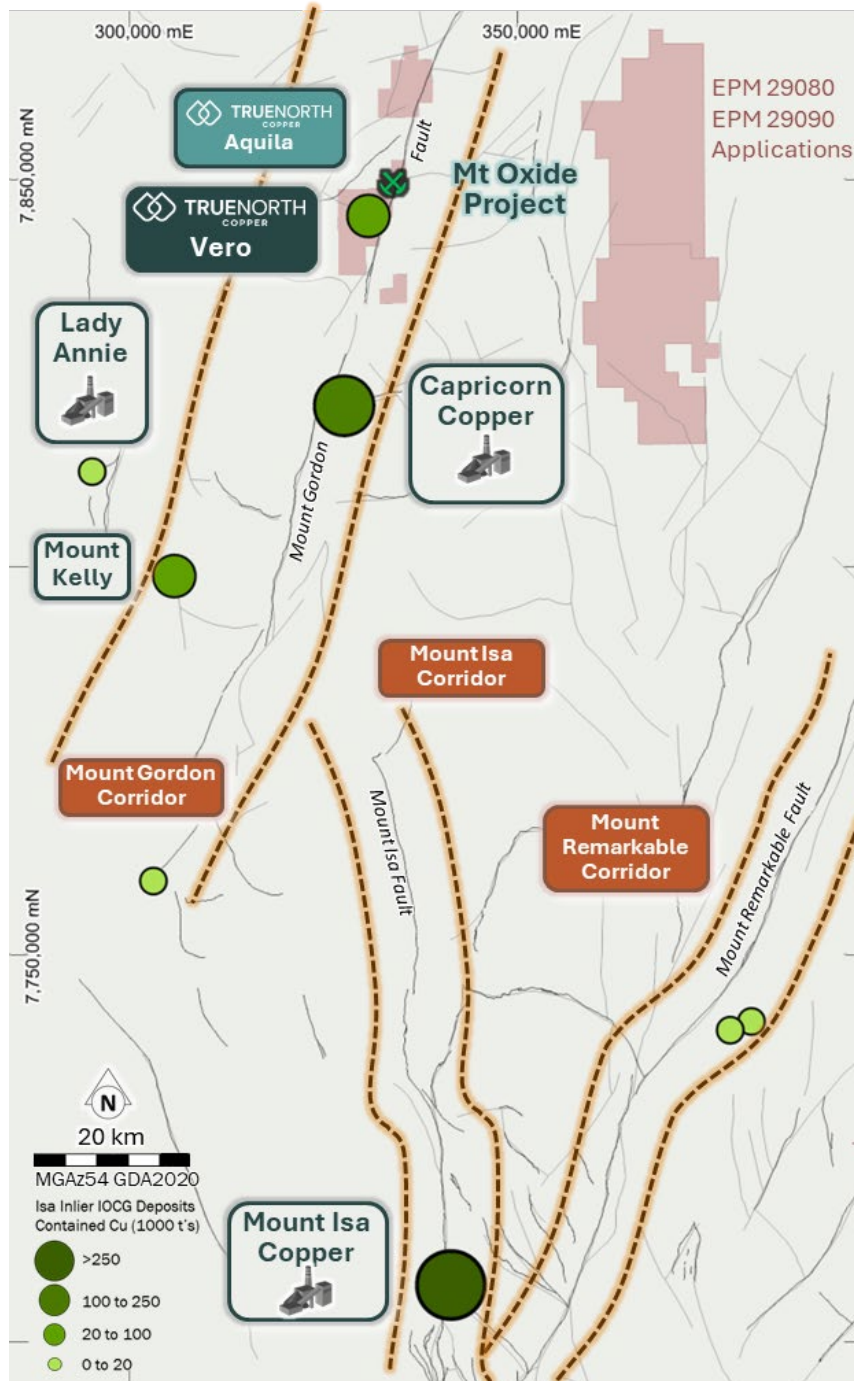 300,000 mE
350,000 mE
7,850,000 mN
7,750,000 mN
TRUENORTH
COPPER
Aquila
TRUENORTH
COPPER
Vero
Fault
Mt Oxide
Project
EPM 29080
EPM 29090
Applications
Lady
Annie
Capricorn
Copper
Mount Gordon
Mount
Kelly
Mount Isa
Corridor
Mount Gordon
Corridor
Mount Isa Fault
Mount
Remarkable
Corridor
Mount Remarkable Fault
N
20 km
MGAz54 GDA2020
Isa Inlier IOCG Deposits
Contained Cu (1000 t's)
>250
100 to 250
20 to 100
0 to 20
Mount Isa
Copper